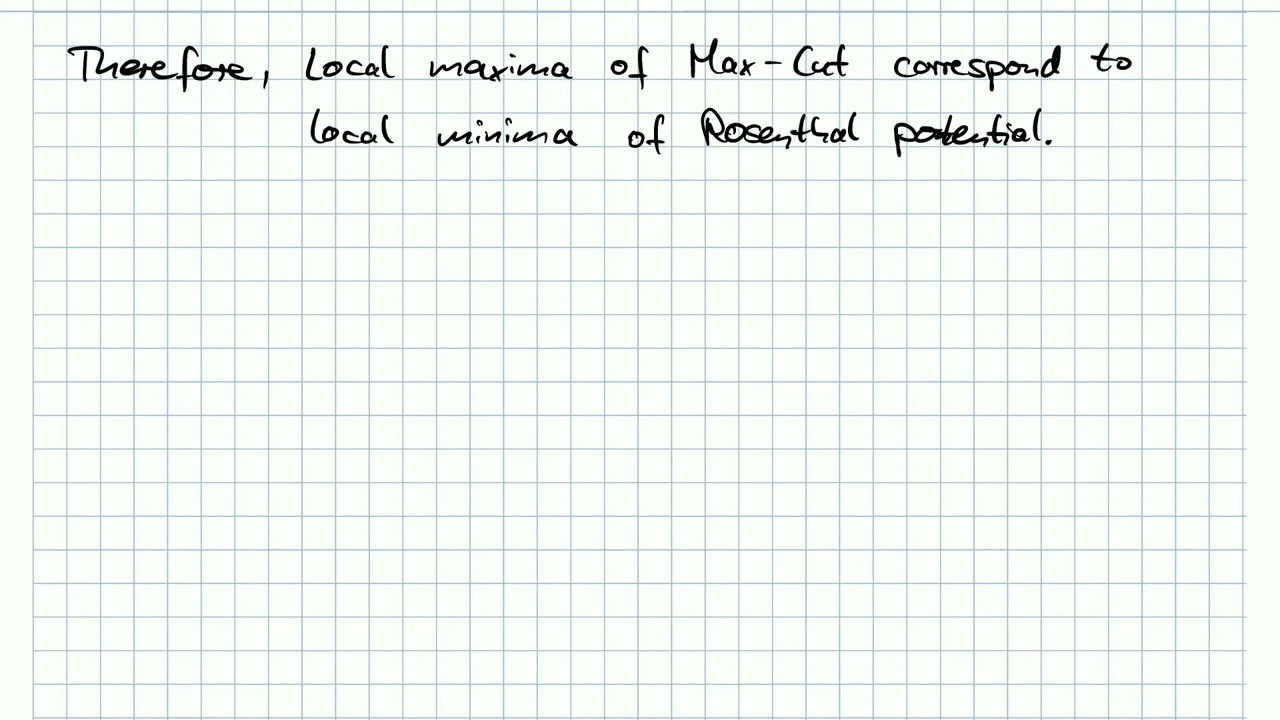 Therefore, local maxima of Max-Cut correspond to
local minima of Rosenthal potential.